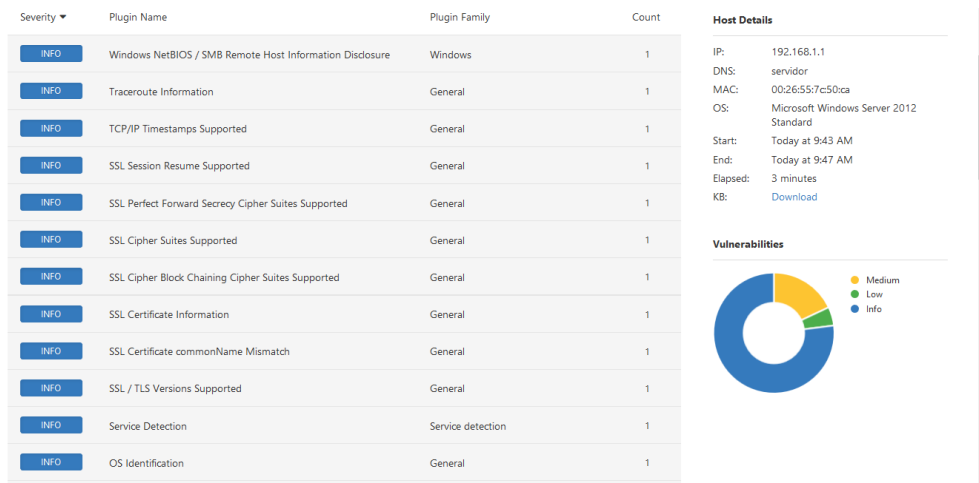 Severity Plugin Name Plugin Family Count
INFO Windows NetBIOS / SMB Remote Host Information Disclosure Windows 1
INFO Traceroute Information General 1
INFO TCP/IP Timestamps Supported General 1
INFO SSL Session Resume Supported General 1
INFO SSL Perfect Forward Secrecy Cipher Suites Supported General 1
INFO SSL Cipher Suites Supported General 1
INFO SSL Cipher Block Chaining Cipher Suites Supported General 1
INFO SSL Certificate Information General 1
INFO SSL Certificate commonName Mismatch General 1
INFO SSL / TLS Versions Supported General 1
INFO Service Detection Service detection 1
INFO OS Identification General 1
Host Details
IP: 192.168.1.1
DNS: servidor
MAC: 00:26:55:7c:50:ca
OS: Microsoft Windows Server 2012
Standard
Start: Today at 9:43 AM
End: Today at 9:47 AM
Elapsed: 3 minutes
KB: Download
Vulnerabilities
Medium
Low
Info